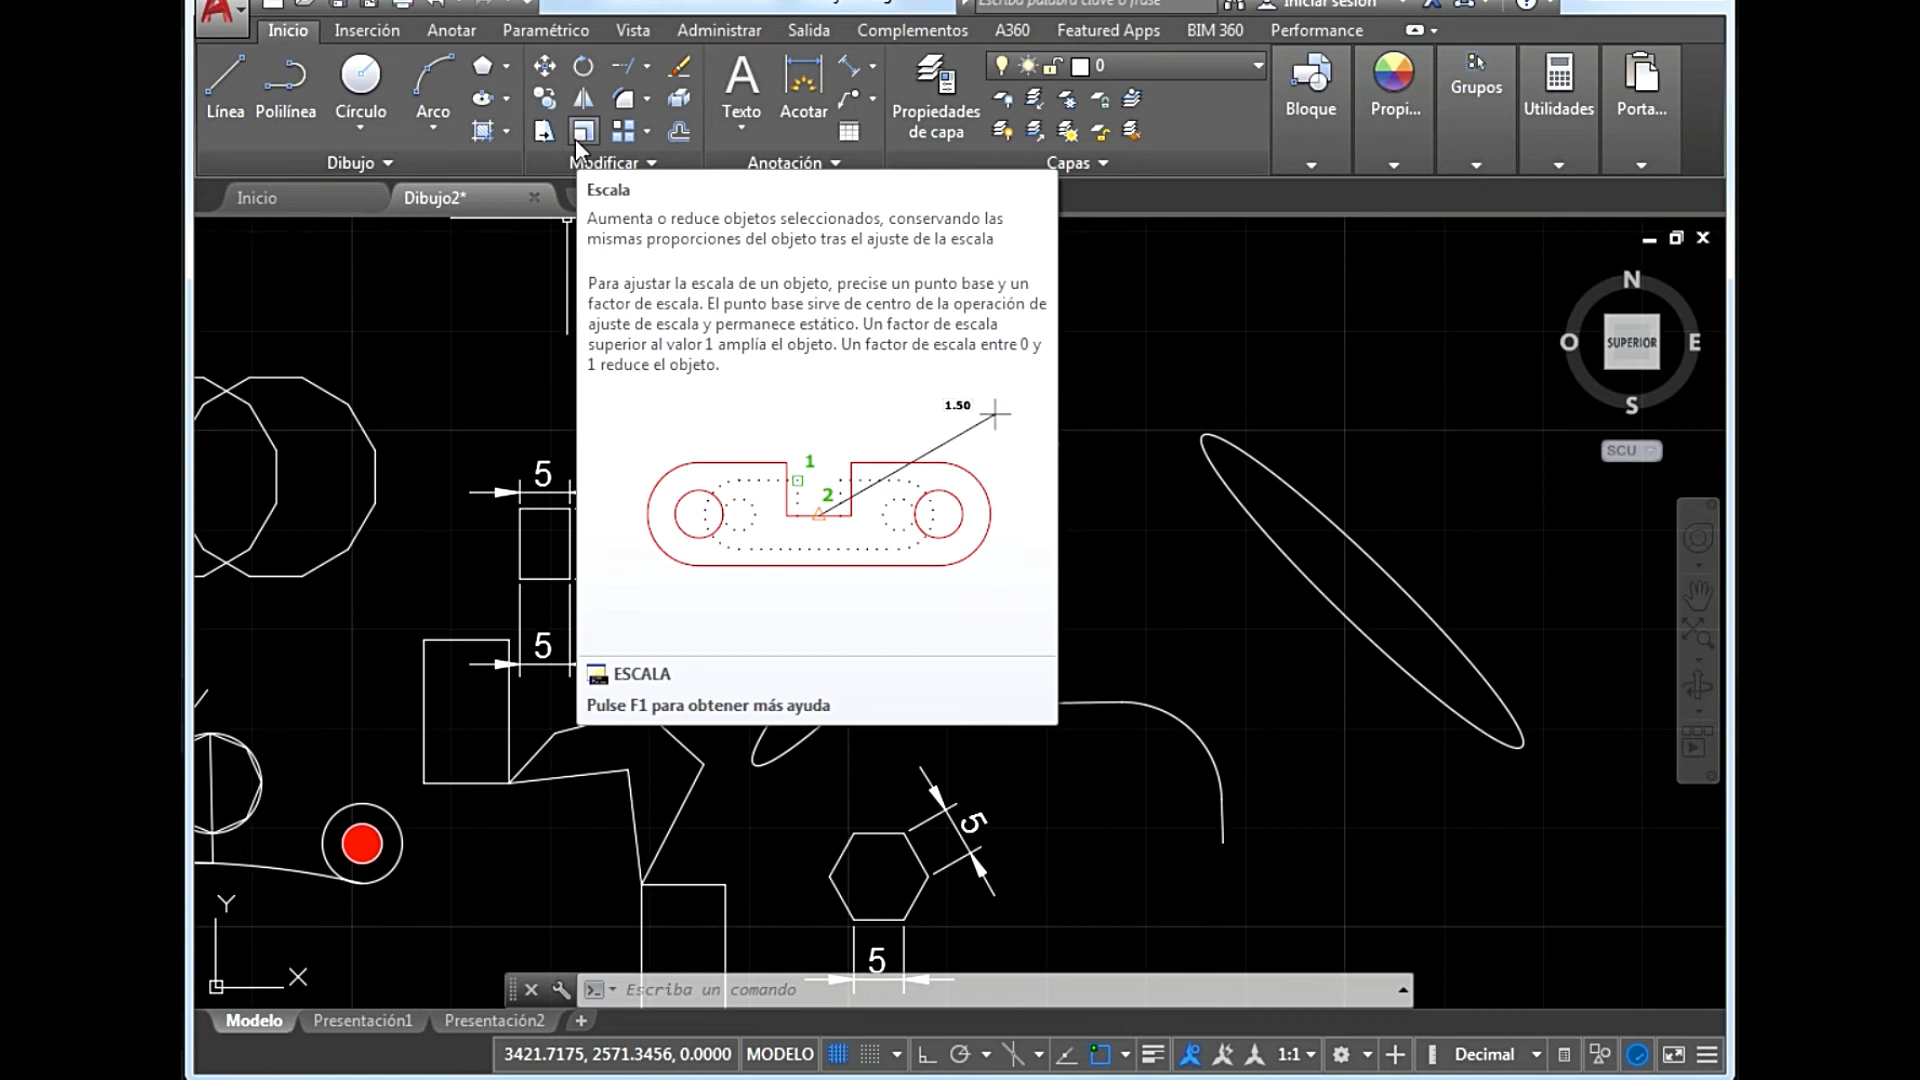 Iniciar sesión
Inicio Inserción Anotar Paramétrico Vista Administrar Salida Complementos A360 Featured Apps BIM 360 Performance
0
Línea Polilínea Círculo Arco Texto Acotar Propiedades de capa Bloque Propi... Grupos Utilidades Porta...
Dibujo Modificar Anotación Capas
Inicio Dibujo2*
Escala
Aumenta o reduce objetos seleccionados, conservando las
mismas proporciones del objeto tras el ajuste de la escala
Para ajustar la escala de un objeto, precise un punto base y un
factor de escala. El punto base sirve de centro de la operación de
ajuste de escala y permanece estático. Un factor de escala
superior al valor 1 amplía el objeto. Un factor de escala entre 0 y
1 reduce el objeto.
N
O SUPERIOR E
S
SCU
1.50
1
2
5
5
ESCALA
Pulse F1 para obtener más ayuda
5
5
Y
X
Escriba un comando
Modelo Presentación1 Presentación2 +
3421.7175, 2571.3456, 0.0000 MODELO 1:1 Decimal